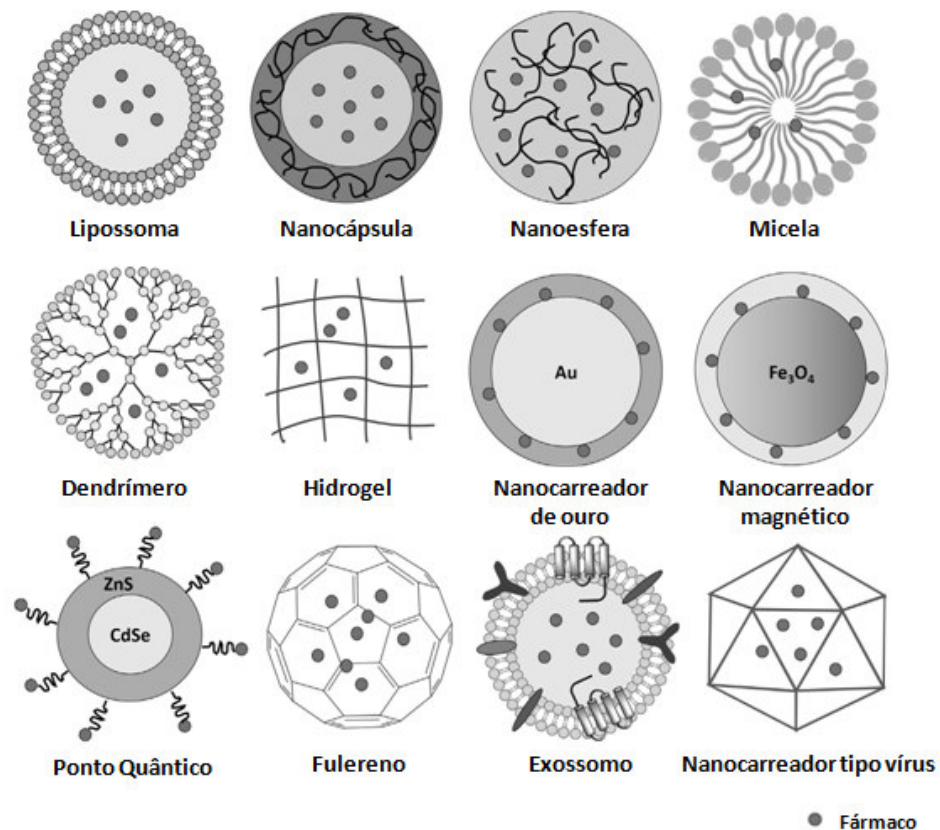 Lipossoma
Nanocápsula
Nanoesfera
Micela
Au
Fe₃O₄
Dendrímero
Hidrogel
Nanocarreador
de ouro
Nanocarreador
magnético
ZnS
CdSe
Ponto Quântico
Fulereno
Exossomo
Nanocarreador tipo vírus
Fármaco